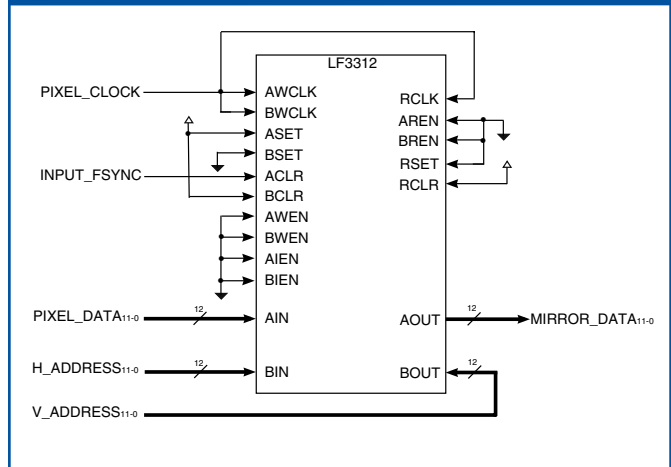 LF3312
PIXEL_CLOCK
AWCLK
RCLK
BWCLK
AREN
ASET
BREN
BSET
RSET
INPUT_FSYNC
ACLR
RCLR
BCLR
AWEN
BWEN
AIEN
BIEN
PIXEL_DATA11-0
12
AIN
AOUT
12
MIRROR_DATA11-0
H_ADDRESS11-0
12
BIN
BOUT
12
V_ADDRESS11-0